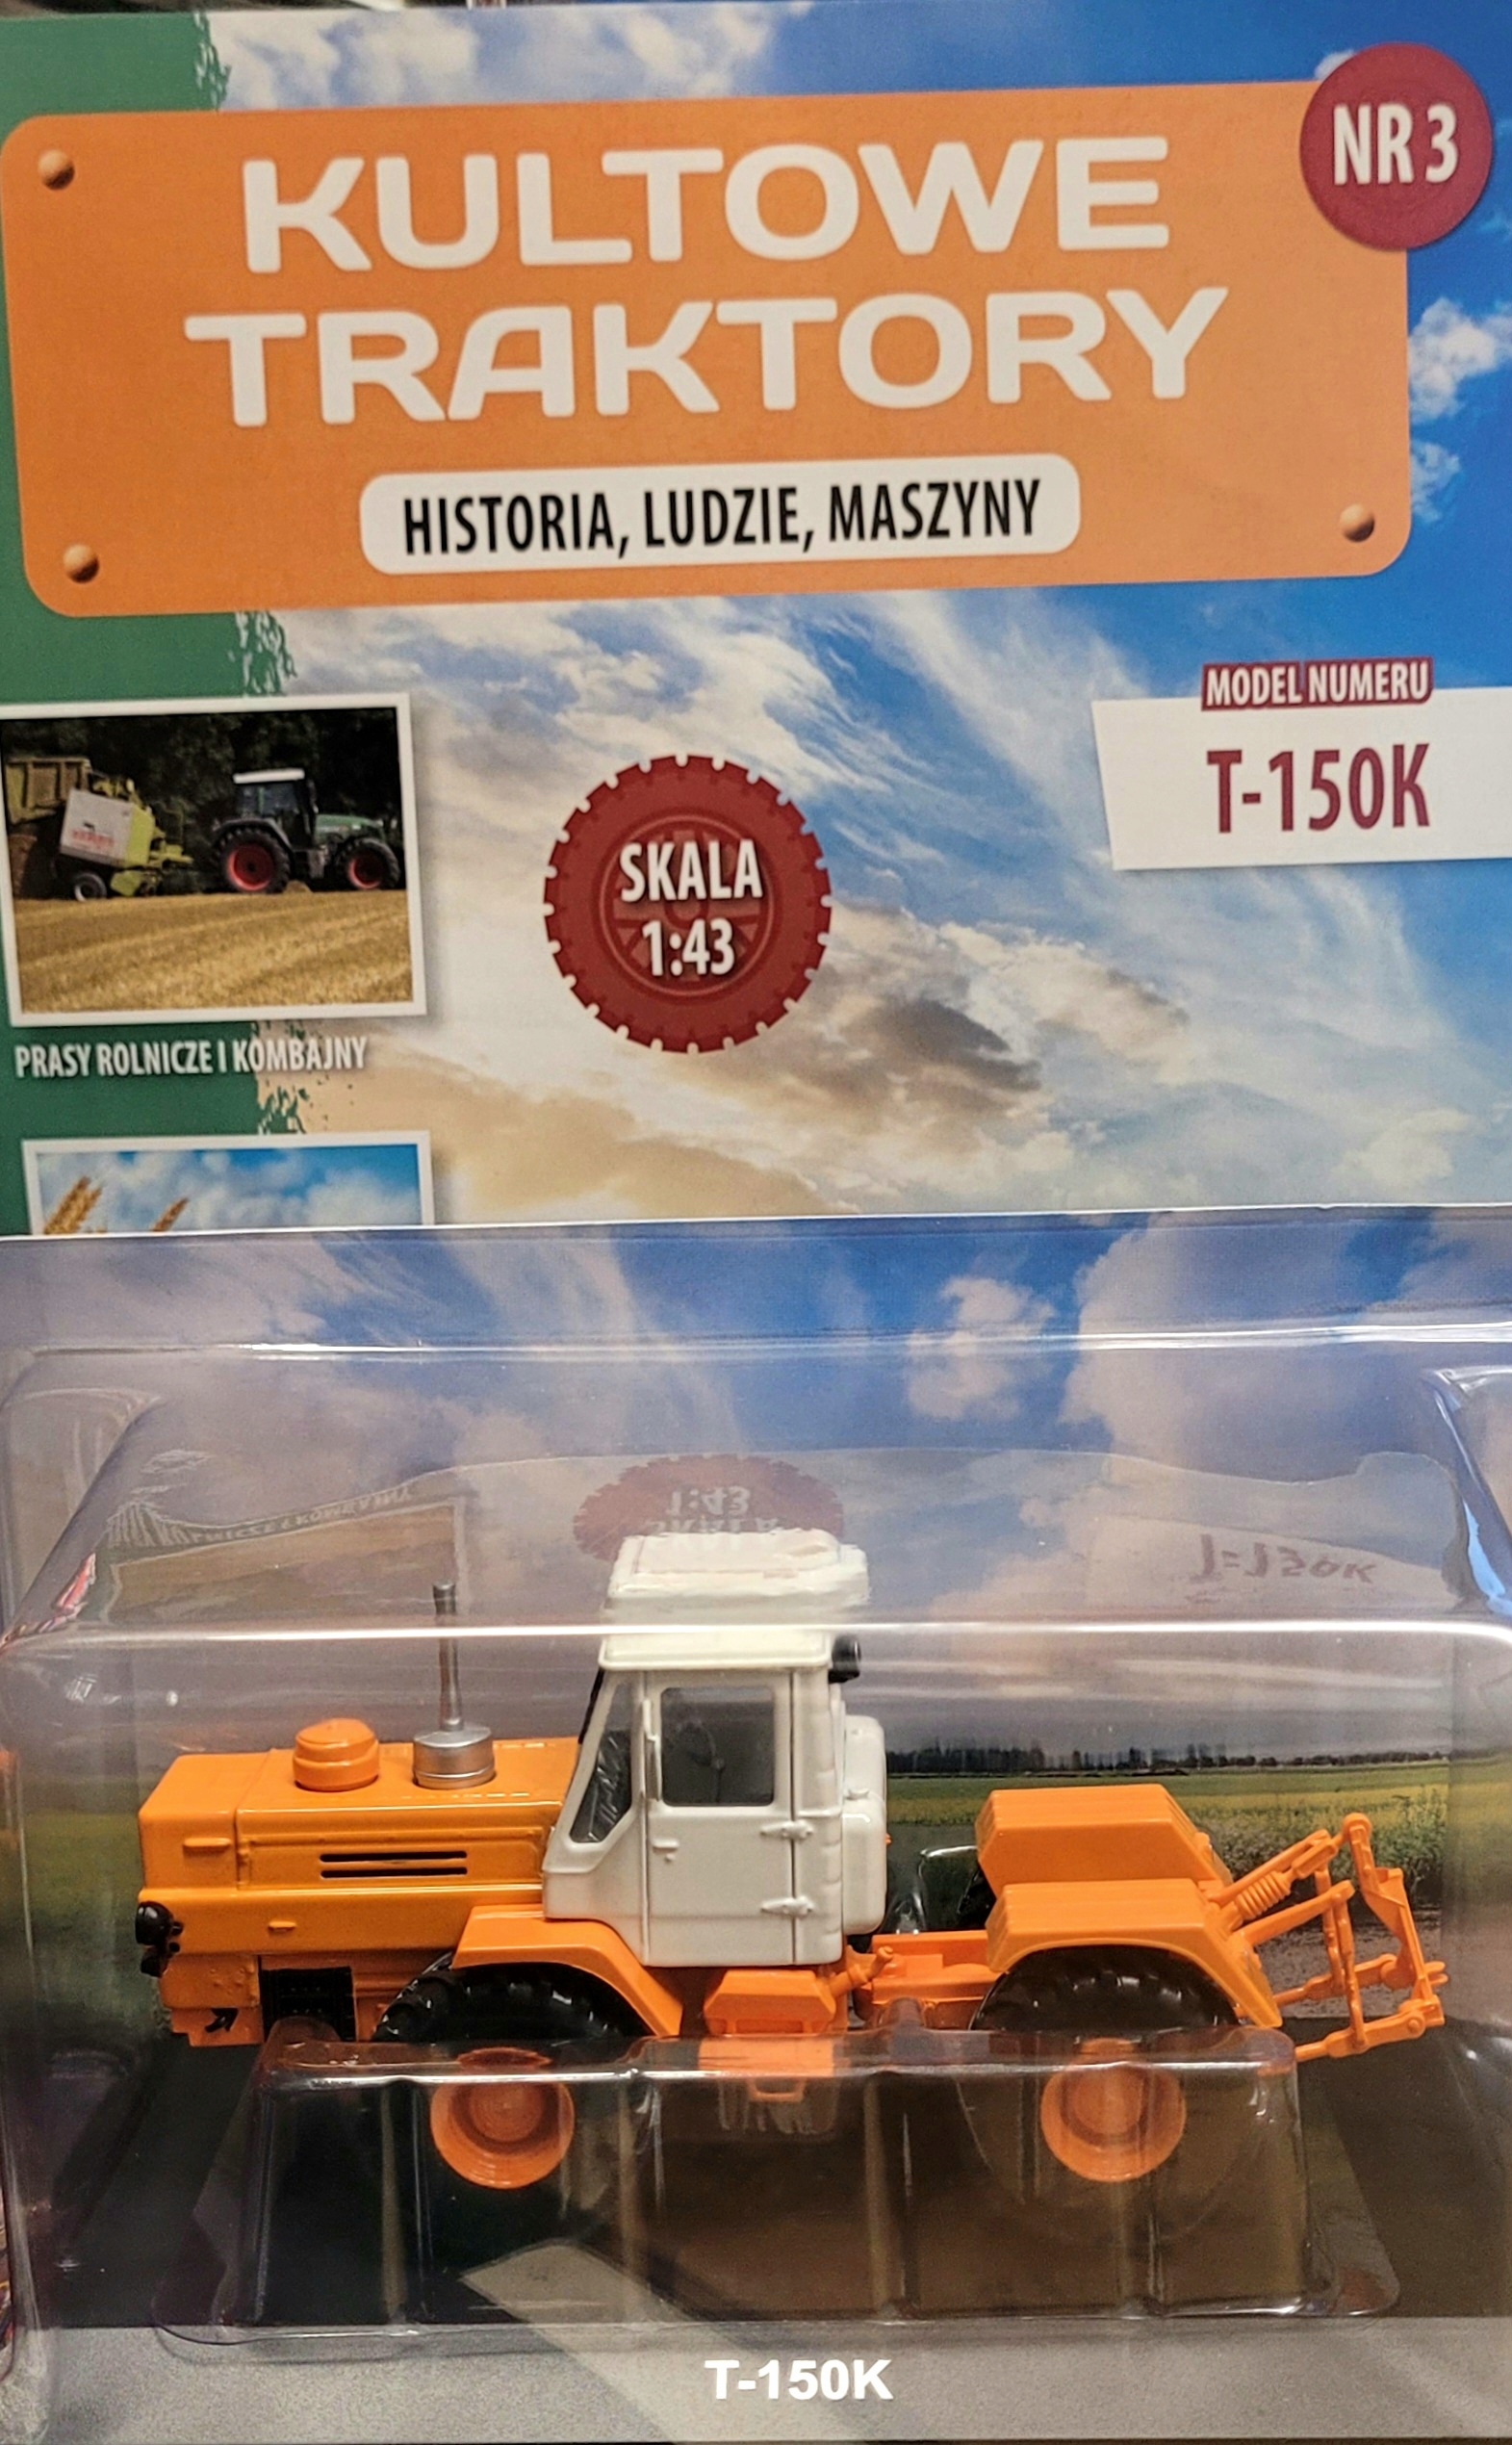 NR 3
KULTOWE
TRAKTORY
HISTORIA, LUDZIE, MASZYNY
MODEL NUMERU
T-150K
SKALA
1:43
PRASY ROLNICZE I KOMBAJNY
T-150K